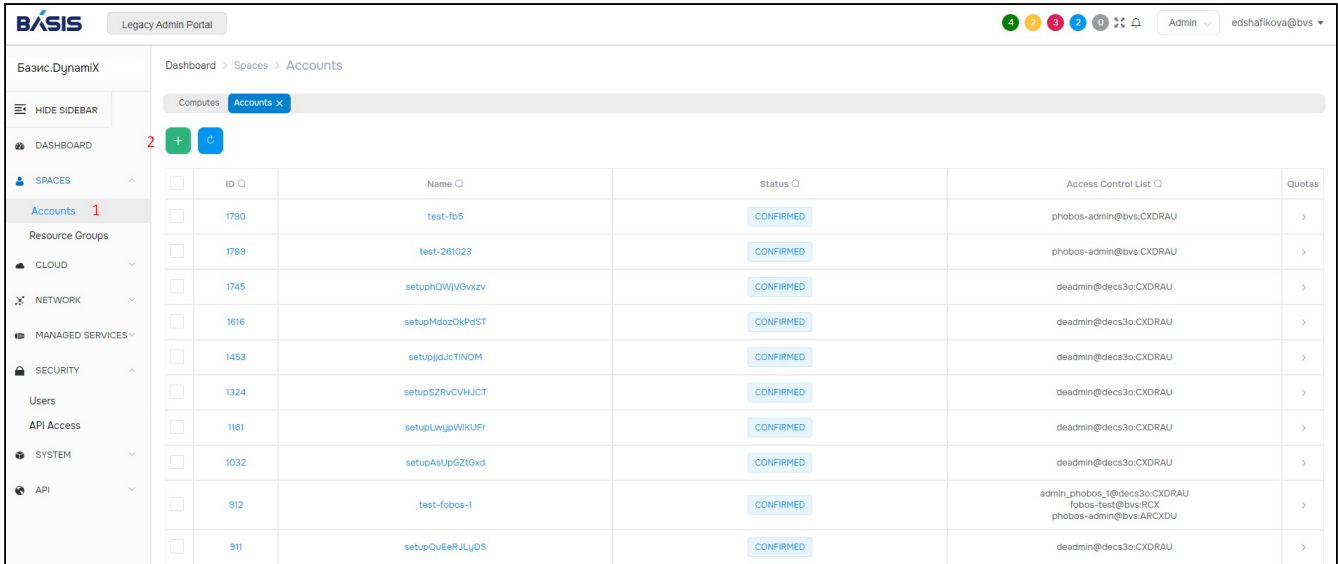 BÁSIS Legacy Admin Portal 4 2 3 2 0 Admin edshafikova@bvs
Базис.DynamiX
Dashboard > Spaces > Accounts
HIDE SIDEBAR
Computes Accounts ×
DASHBOARD
2 +
SPACES
ID Name Status Access Control List Quotas
Accounts 1
1790 test-fb5 CONFIRMED phobos-admin@bvs:CXDRAU
Resource Groups
1789 test-261023 CONFIRMED phobos-admin@bvs:CXDRAU
CLOUD
1745 setuphQWjVGvxzv CONFIRMED deadmin@decs3o:CXDRAU
NETWORK
1616 setupMdozOkPdST CONFIRMED deadmin@decs3o:CXDRAU
MANAGED SERVICES
1453 setupjjdJcTINOM CONFIRMED deadmin@decs3o:CXDRAU
SECURITY
1324 setupSZRvCVHJCT CONFIRMED deadmin@decs3o:CXDRAU
Users
1161 setupLwypWIKUFr CONFIRMED deadmin@decs3o:CXDRAU
API Access
SYSTEM
1032 setupAsUpGZtGxd CONFIRMED deadmin@decs3o:CXDRAU
API
912 test-fobos-1 CONFIRMED admin_phobos_1@decs3o:CXDRAU
fobos-test@bvs:RCX
phobos-admin@bvs:ARCXDU
911 setupQuEeRJLyDS CONFIRMED deadmin@decs3o:CXDRAU